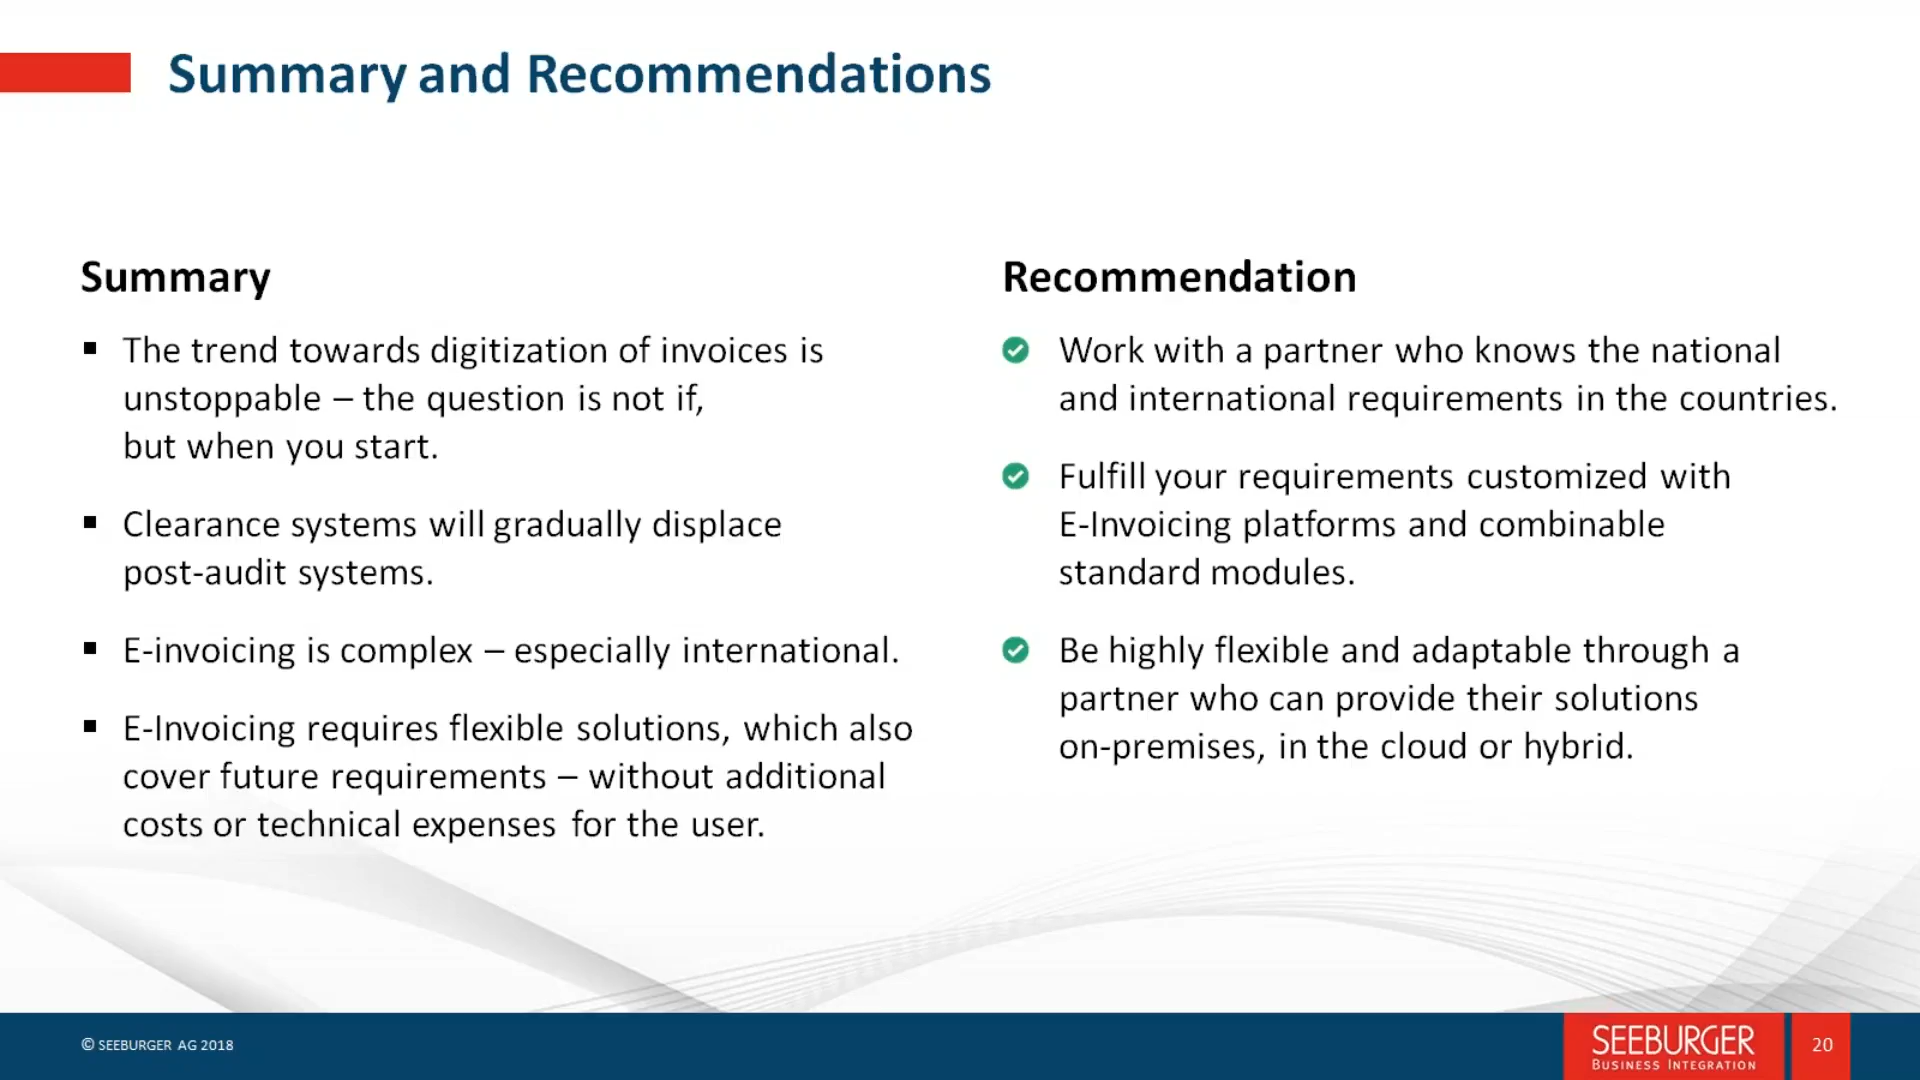 Summary and Recommendations
Summary
▪ The trend towards digitization of invoices is
unstoppable – the question is not if,
but when you start.
▪ Clearance systems will gradually displace
post-audit systems.
▪ E-invoicing is complex – especially international.
▪ E-Invoicing requires flexible solutions, which also
cover future requirements – without additional
costs or technical expenses for the user.
Recommendation
Work with a partner who knows the national
and international requirements in the countries.
Fulfill your requirements customized with
E-Invoicing platforms and combinable
standard modules.
Be highly flexible and adaptable through a
partner who can provide their solutions
on-premises, in the cloud or hybrid.
© SEEBURGER AG 2018
SEEBURGER
BUSINESS INTEGRATION
20